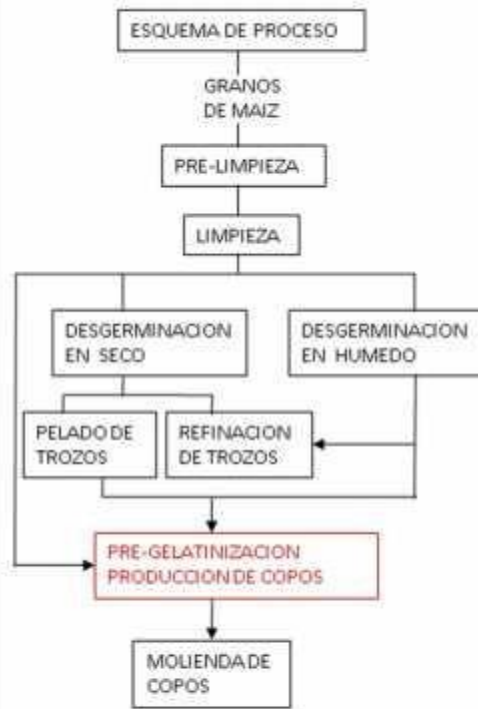 ESQUEMA DE PROCESO
GRANOS
DE MAIZ
PRE-LIMPIEZA
LIMPIEZA
DESGERMINACION
EN SECO
DESGERMINACION
EN HUMEDO
PELADO DE
TROZOS
REFINACION
DE TROZOS
PRE-GELATINIZACION
PRODUCCION DE COPOS
MOLIENDA DE
COPOS